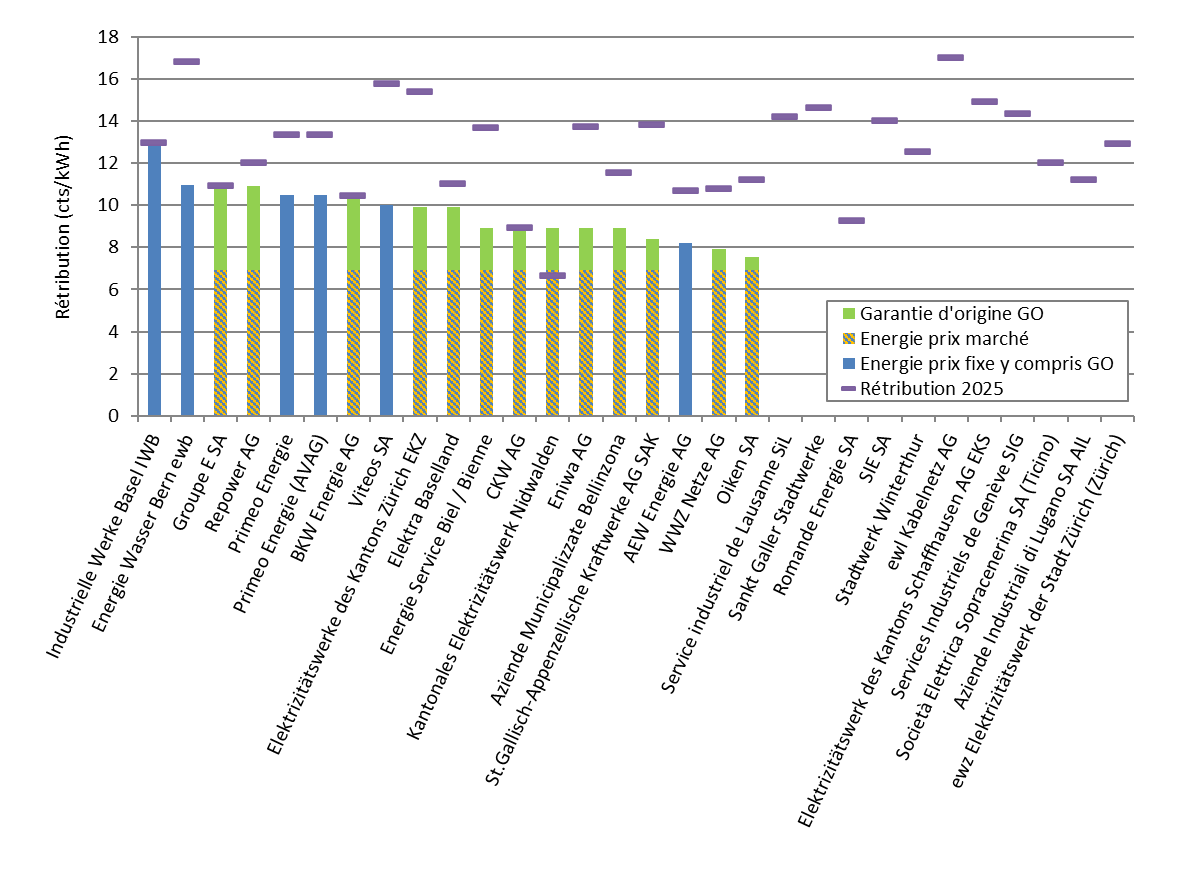 Rétribution (cts/kWh)
18
16
14
12
10
8
6
4
2
0
Garantie d'origine GO
Energie prix marché
Energie prix fixe y compris GO
Rétribution 2025
Industrielle Werke Basel IWB
Energie Wasser Bern ewb
Groupe E SA
Repower AG
Primeo Energie
Primeo Energie (AVAG)
BKW Energie AG
Viteos SA
Elektrizitätswerke des Kantons Zürich EKZ
Elektra Baselland
Energie Service Biel / Bienne
CKW AG
Kantonales Elektrizitätswerk Nidwalden
Eniwa AG
Aziende Municipalizzate Bellinzona
St.Gallisch-Appenzellische Kraftwerke AG SAK
AEW Energie AG
WWZ Netze AG
Oiken SA
Service industriel de Lausanne SiL
Sankt Galler Stadtwerke
Romande Energie SA
SIE SA
Stadtwerk Winterthur
ewl Kabelnetz AG
Elektrizitätswerk des Kantons Schaffhausen AG EKS
Services Industriels de Genève SIG
Società Elettrica Sopracenerina SA (Ticino)
Aziende Industriali di Lugano SA AIL
ewz Elektrizitätswerk der Stadt Zürich (Zürich)